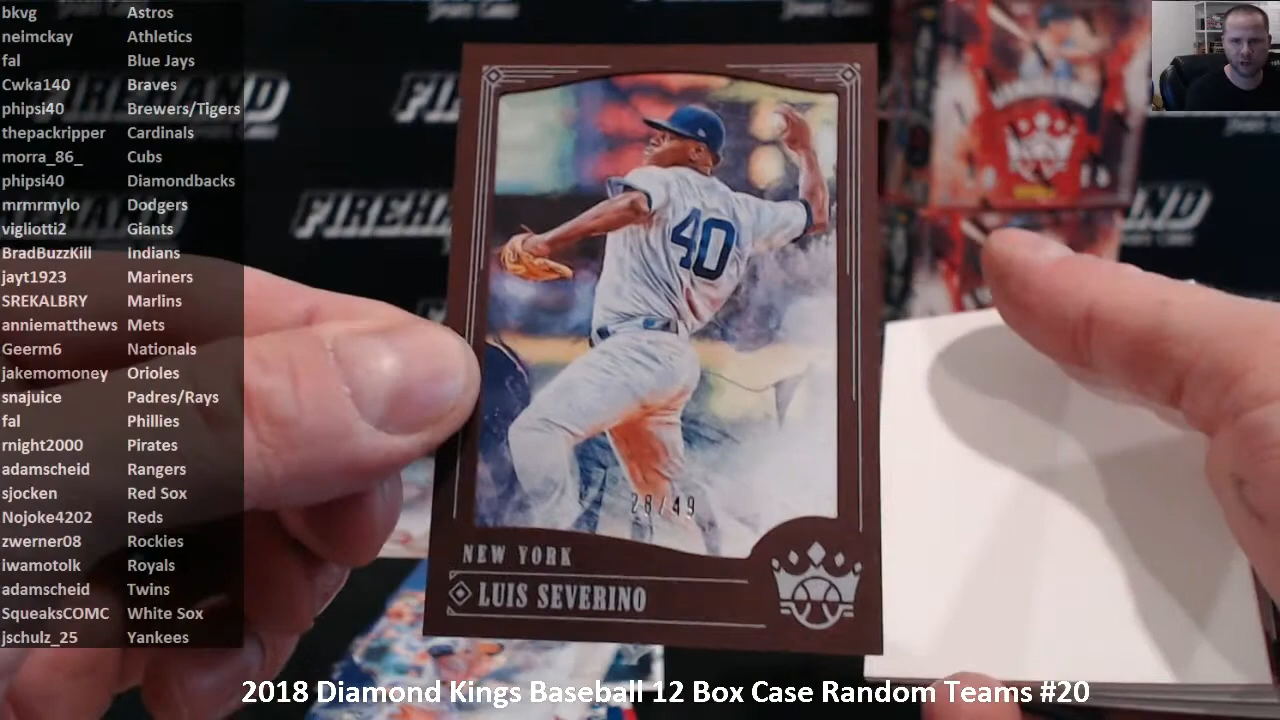 bkvg Astros
neimckay Athletics
fal Blue Jays
Cwka140 Braves
phipsi40 Brewers/Tigers
thepackripper Cardinals
morra_86_ Cubs
phipsi40 Diamondbacks
mrmrmylo Dodgers
vigliotti2 Giants
BradBuzzKill Indians
jayt1923 Mariners
SREKALBRY Marlins
anniematthews Mets
Geerm6 Nationals
jakemomoney Orioles
snajuice Padres/Rays
fal Phillies
rnight2000 Pirates
adamscheid Rangers
sjocken Red Sox
Nojoke4202 Reds
zwerner08 Rockies
iwamotolk Royals
adamscheid Twins
SqueaksCOMC White Sox
jschulz_25 Yankees
40
28/49
NEW YORK
LUIS SEVERINO
2018 Diamond Kings Baseball 12 Box Case Random Teams #20